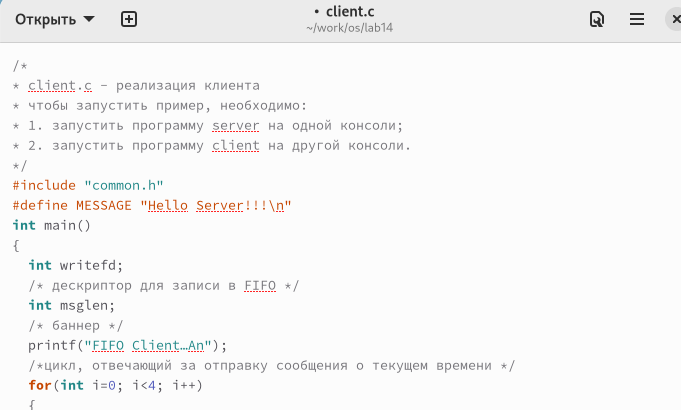 Открыть
• client.c
~/work/os/lab14
/*
* client.c - реализация клиента
* чтобы запустить пример, необходимо:
* 1. запустить программу server на одной консоли;
* 2. запустить программу client на другой консоли.
*/
#include "common.h"
#define MESSAGE "Hello Server!!!\n"
int main()
{
int writefd;
/* дескриптор для записи в FIFO */
int msglen;
/* баннер */
printf("FIFO Client…An");
/*цикл, отвечающий за отправку сообщения о текущем времени */
for(int i=0; i<4; i++)
{